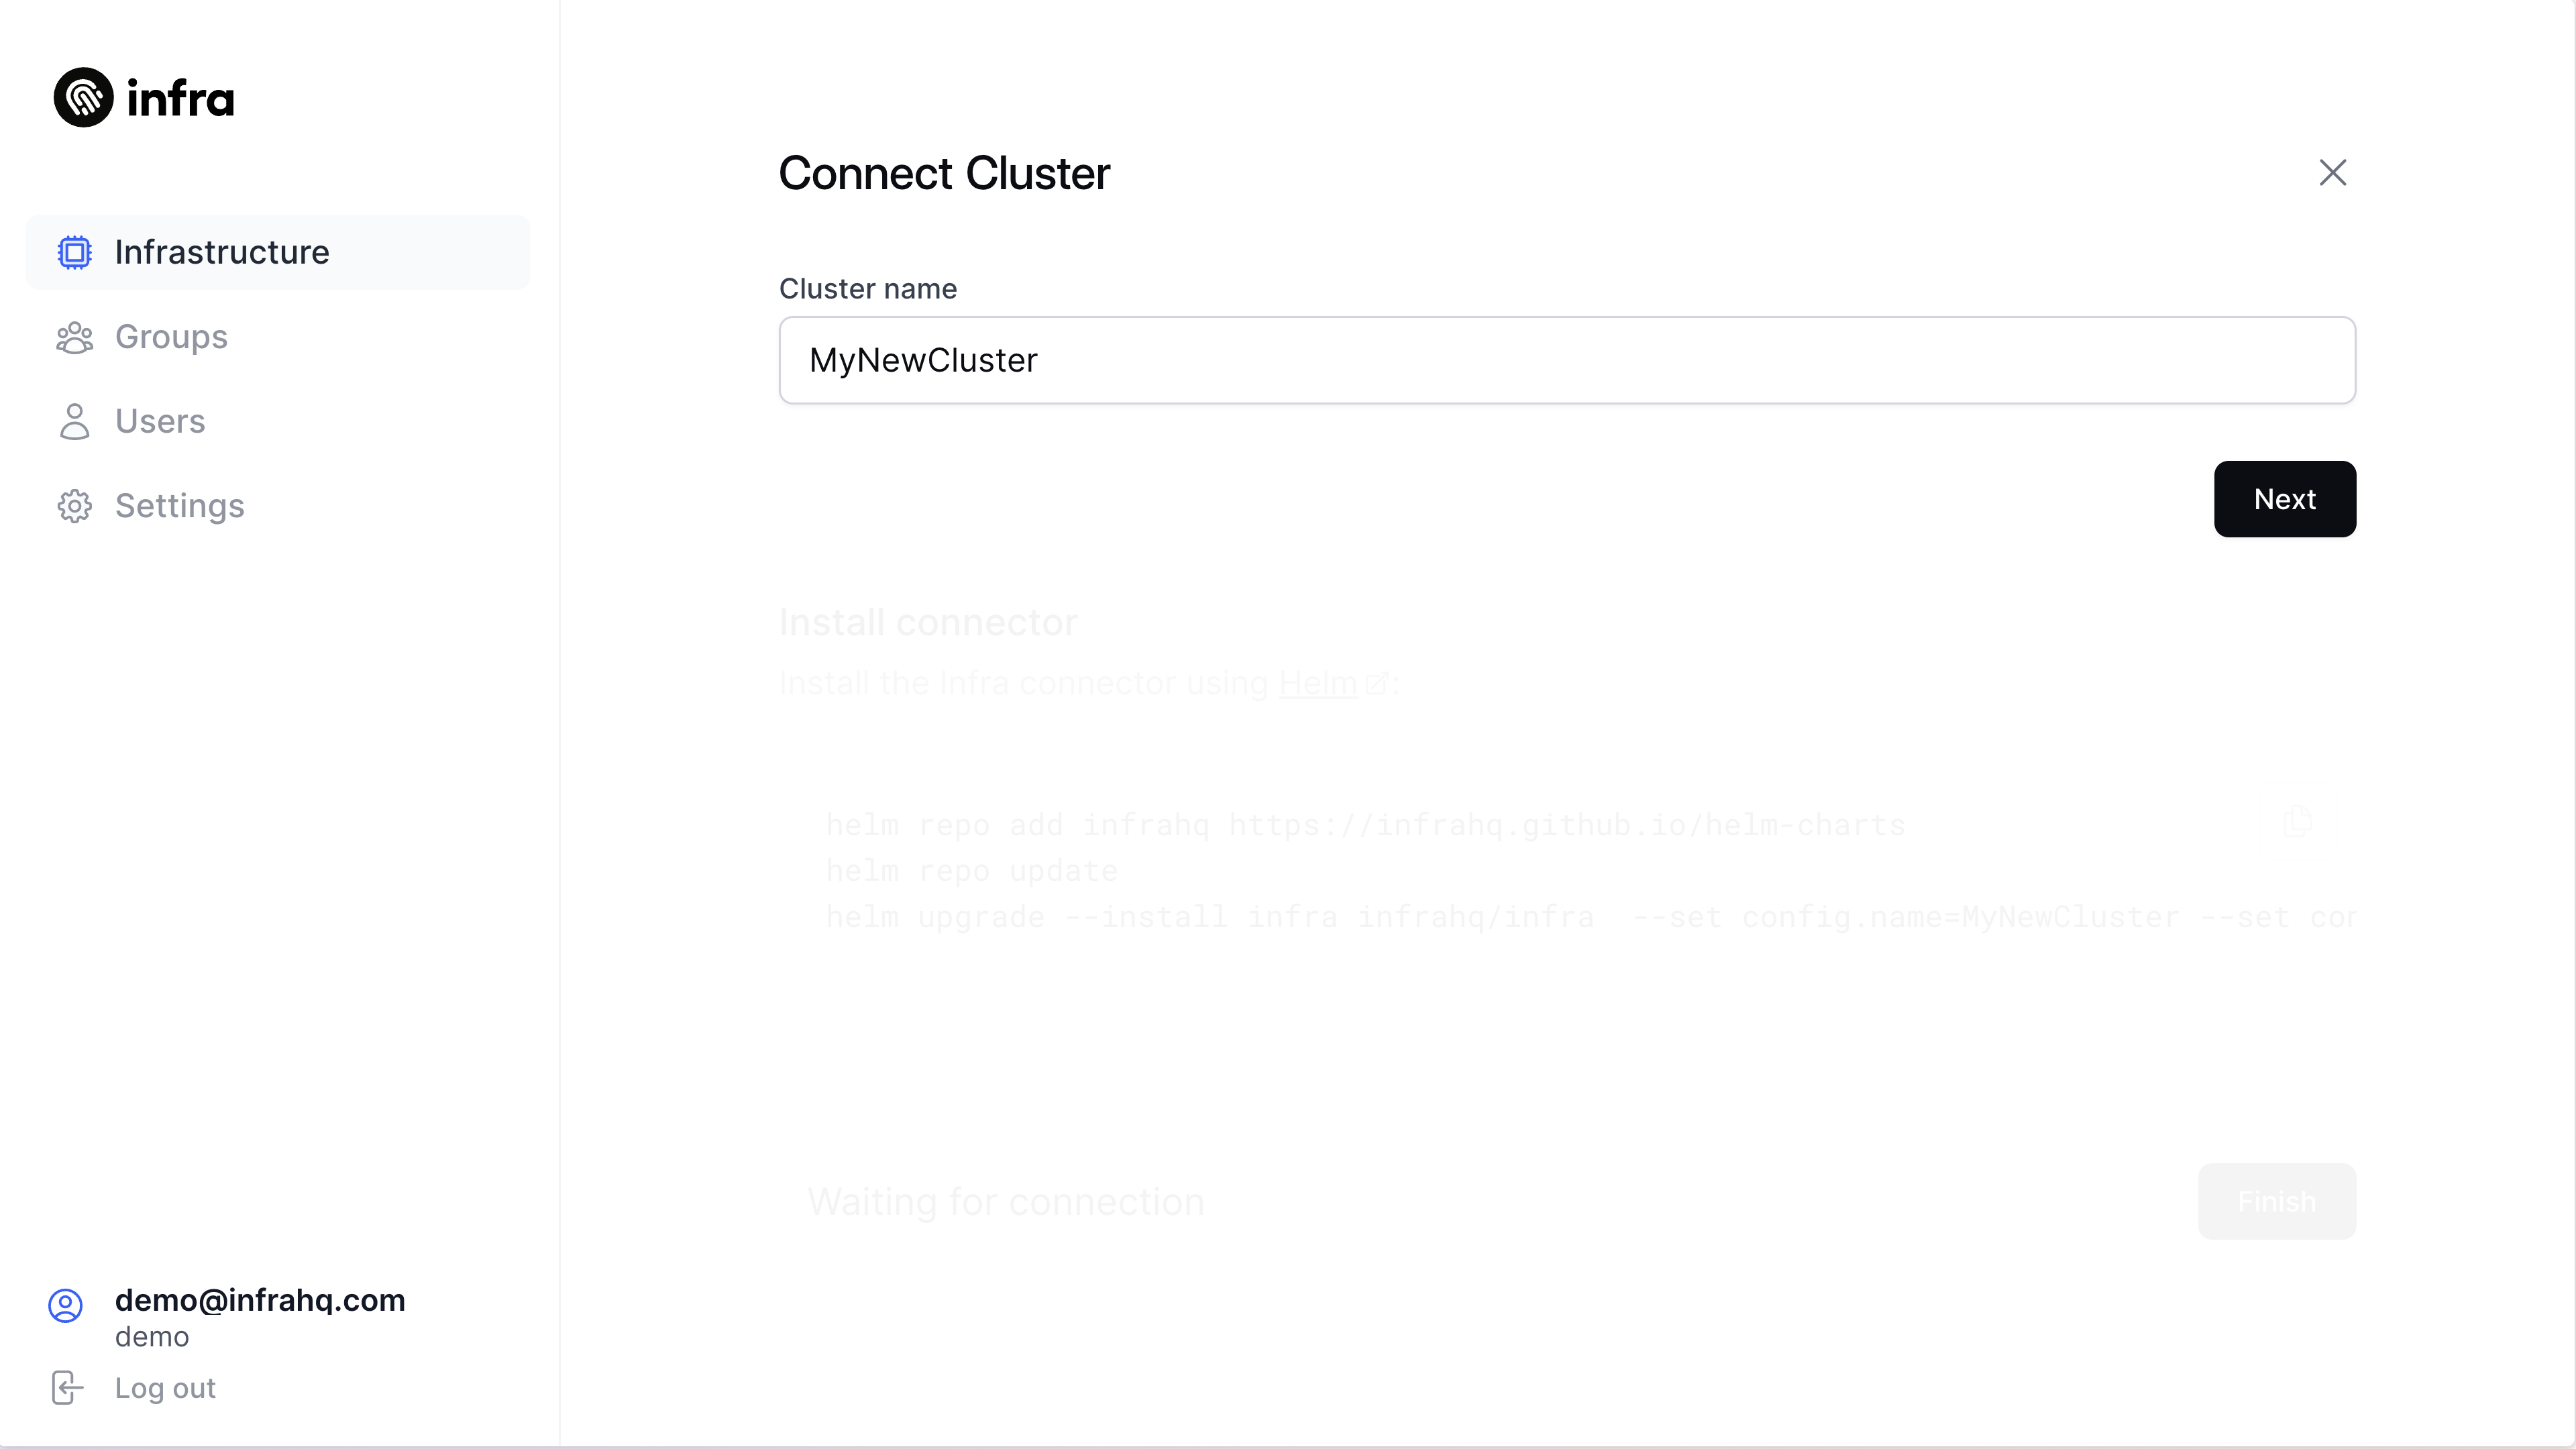 infra
Infrastructure
Groups
Users
Settings
demo@infrahq.com
demo
Log out
Connect Cluster
Cluster name
MyNewCluster
Next
Install connector
Install the Infra connector using Helm:
helm repo add infrahq https://infrahq.github.io/helm-charts
helm repo update
helm upgrade --install infra infrahq/infra  --set config.name=MyNewCluster --set cor
Waiting for connection
Finish